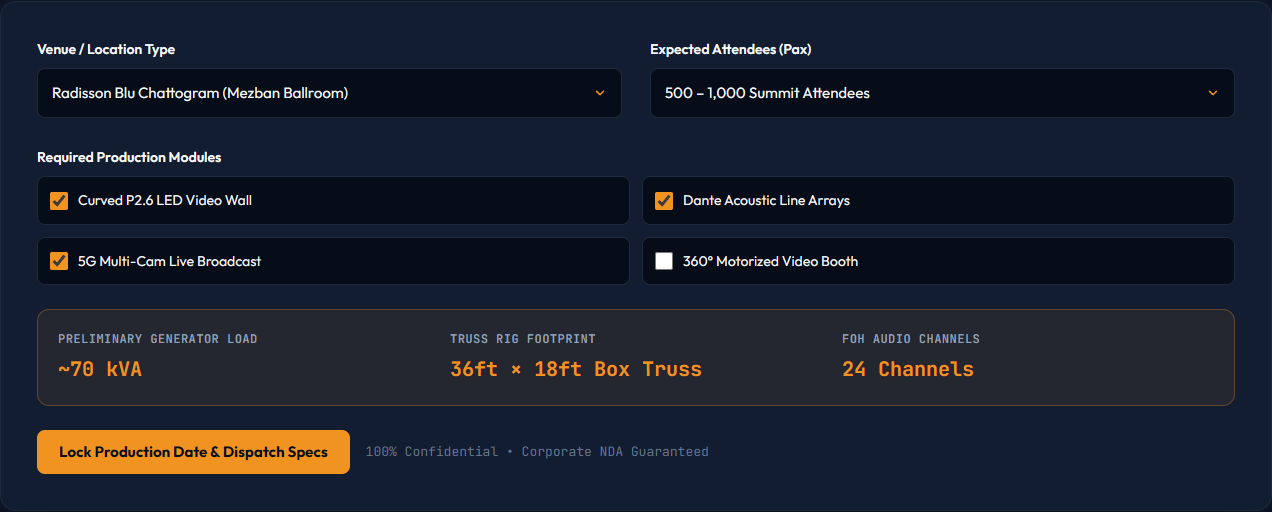 Venue / Location Type
Expected Attendees (Pax)
Radisson Blu Chattogram (Mezban Ballroom)
500 – 1,000 Summit Attendees
Required Production Modules
Curved P2.6 LED Video Wall
Dante Acoustic Line Arrays
5G Multi-Cam Live Broadcast
360° Motorized Video Booth
PRELIMINARY GENERATOR LOAD
TRUSS RIG FOOTPRINT
FOH AUDIO CHANNELS
~70 kVA
36ft × 18ft Box Truss
24 Channels
Lock Production Date & Dispatch Specs
100% Confidential • Corporate NDA Guaranteed